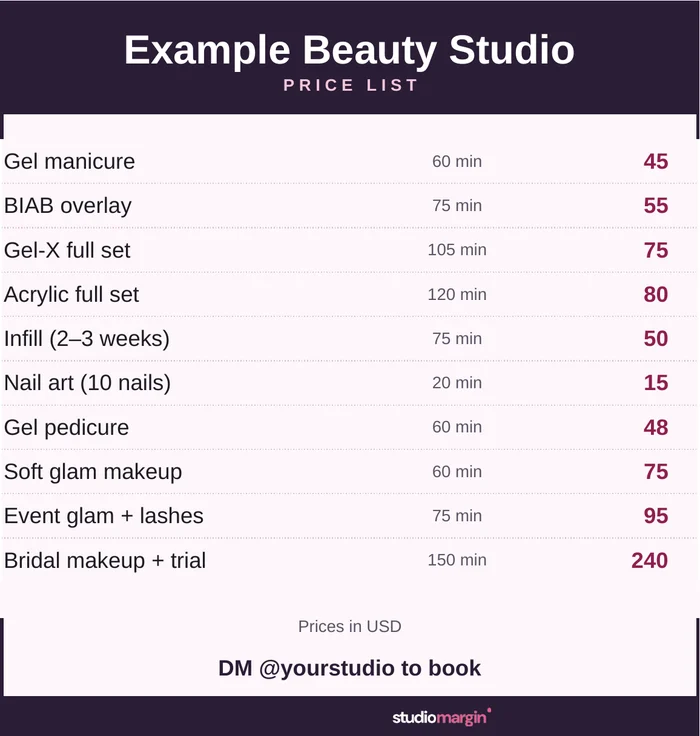 Example Beauty Studio
PRICE LIST
Gel manicure 60 min 45
BIAB overlay 75 min 55
Gel-X full set 105 min 75
Acrylic full set 120 min 80
Infill (2–3 weeks) 75 min 50
Nail art (10 nails) 20 min 15
Gel pedicure 60 min 48
Soft glam makeup 60 min 75
Event glam + lashes 75 min 95
Bridal makeup + trial 150 min 240
Prices in USD
DM @yourstudio to book
studiomargin